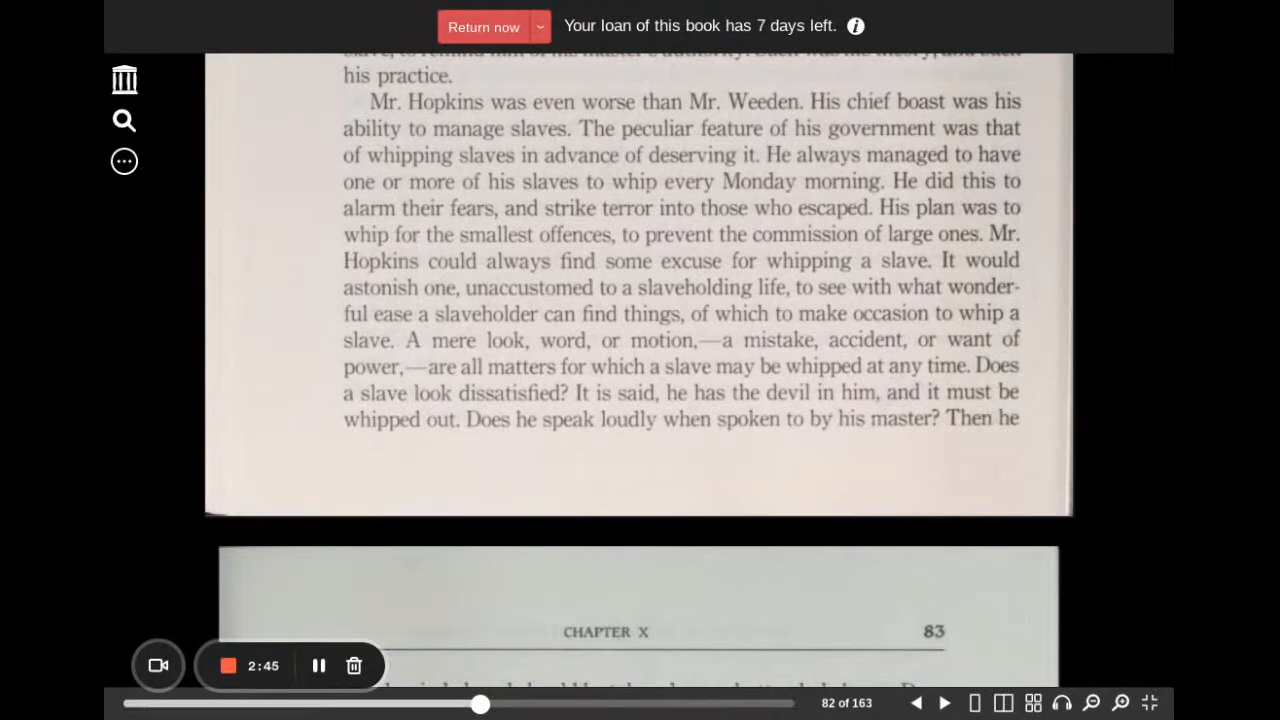 Return now
Your loan of this book has 7 days left.
his practice.
Mr. Hopkins was even worse than Mr. Weeden. His chief boast was his
ability to manage slaves. The peculiar feature of his government was that
of whipping slaves in advance of deserving it. He always managed to have
one or more of his slaves to whip every Monday morning. He did this to
alarm their fears, and strike terror into those who escaped. His plan was to
whip for the smallest offences, to prevent the commission of large ones. Mr.
Hopkins could always find some excuse for whipping a slave. It would
astonish one, unaccustomed to a slaveholding life, to see with what wonder-
ful ease a slaveholder can find things, of which to make occasion to whip a
slave. A mere look, word, or motion,—a mistake, accident, or want of
power,—are all matters for which a slave may be whipped at any time. Does
a slave look dissatisfied? It is said, he has the devil in him, and it must be
whipped out. Does he speak loudly when spoken to by his master? Then he
CHAPTER X 83
2:45
82 of 163